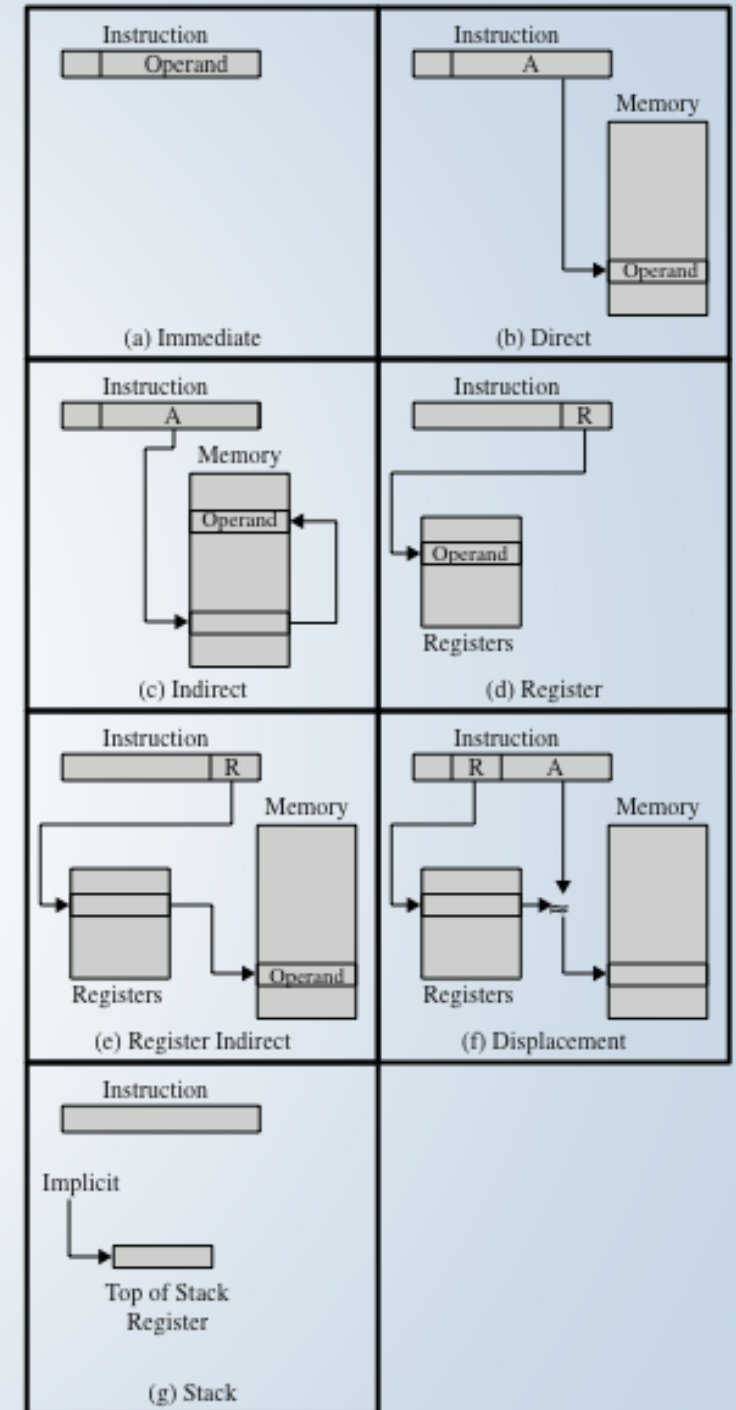 Instruction
Operand
(a) Immediate
Instruction
A
Memory
Operand
(b) Direct
Instruction
A
Memory
Operand
(c) Indirect
Instruction
R
Operand
Registers
(d) Register
Instruction
R
Memory
Operand
Registers
(e) Register Indirect
Instruction
R A
Memory
Registers
(f) Displacement
Instruction
Implicit
Top of Stack
Register
(g) Stack